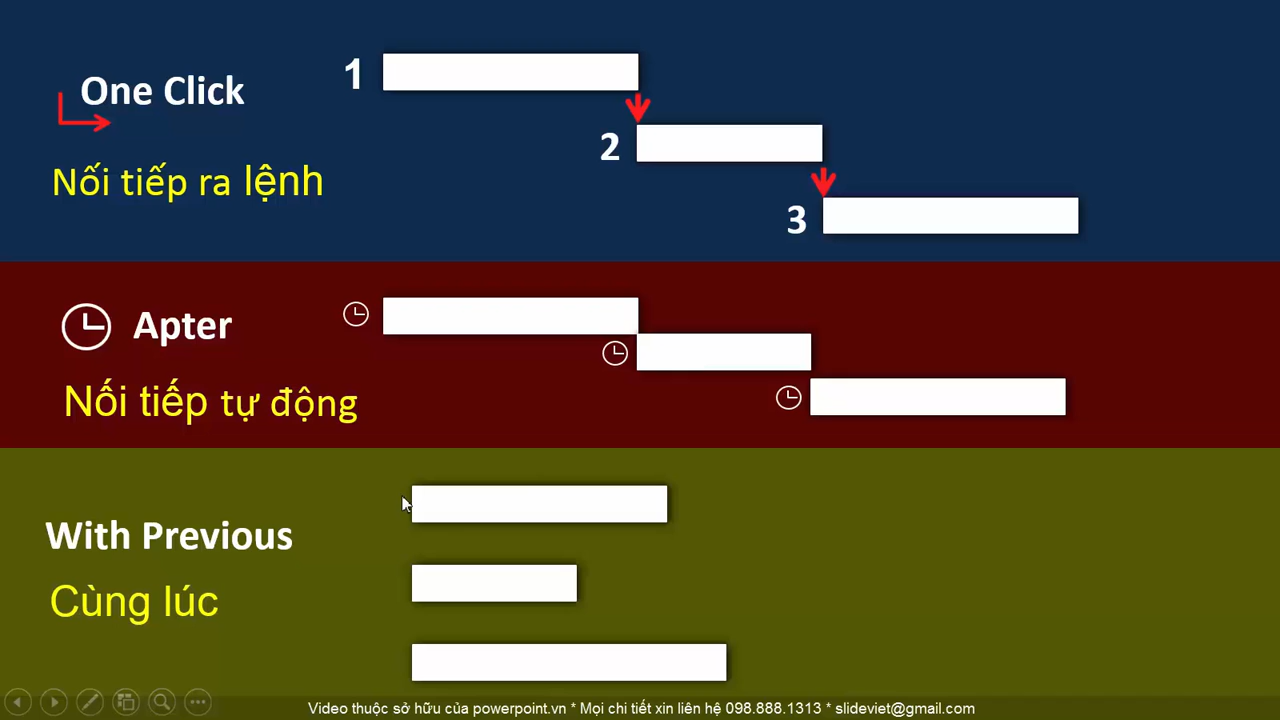 One Click
Nối tiếp ra lệnh
1
2
3
Apter
Nối tiếp tự động
With Previous
Cùng lúc
Video thuộc sở hữu của powerpoint.vn * Mọi chi tiết xin liên hệ 098.888.1313 * slideviet@gmail.com